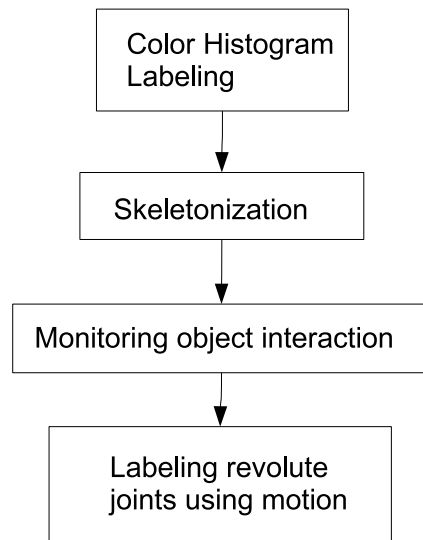 Color Histogram
Labeling
Skeletonization
Monitoring object interaction
Labeling revolute
joints using motion